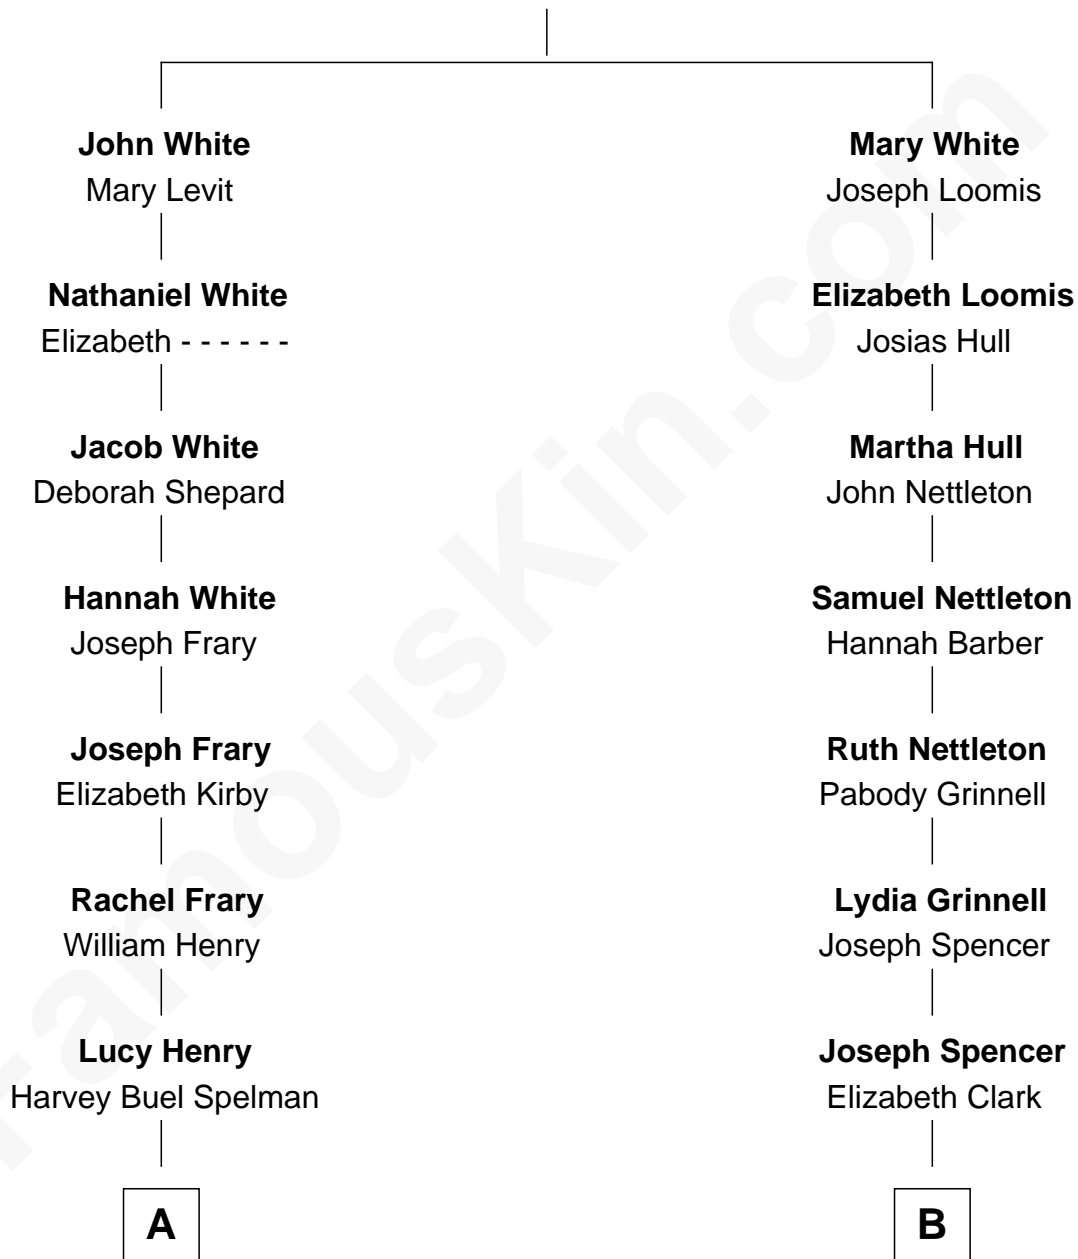 John White
Mary Levit
Nathaniel White
Elizabeth - - - - - -
Jacob White
Deborah Shepard
Hannah White
Joseph Frary
Joseph Frary
Elizabeth Kirby
Rachel Frary
William Henry
Lucy Henry
Harvey Buel Spelman
A
Mary White
Joseph Loomis
Elizabeth Loomis
Josias Hull
Martha Hull
John Nettleton
Samuel Nettleton
Hannah Barber
Ruth Nettleton
Pabody Grinnell
Lydia Grinnell
Joseph Spencer
Joseph Spencer
Elizabeth Clark
B
FamousKin.com